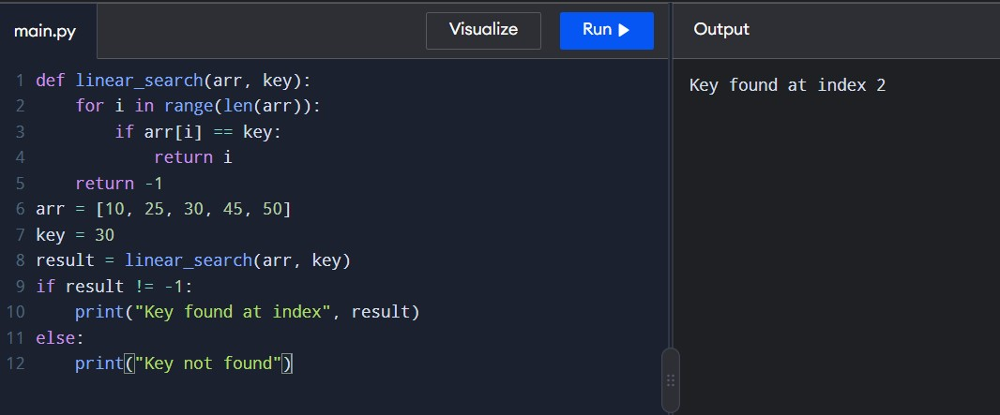 main.py
Visualize
Run
Output
1 def linear_search(arr, key):
2     for i in range(len(arr)):
3         if arr[i] == key:
4             return i
5     return -1
6 arr = [10, 25, 30, 45, 50]
7 key = 30
8 result = linear_search(arr, key)
9 if result != -1:
10     print("Key found at index", result)
11 else:
12     print("Key not found")
Key found at index 2